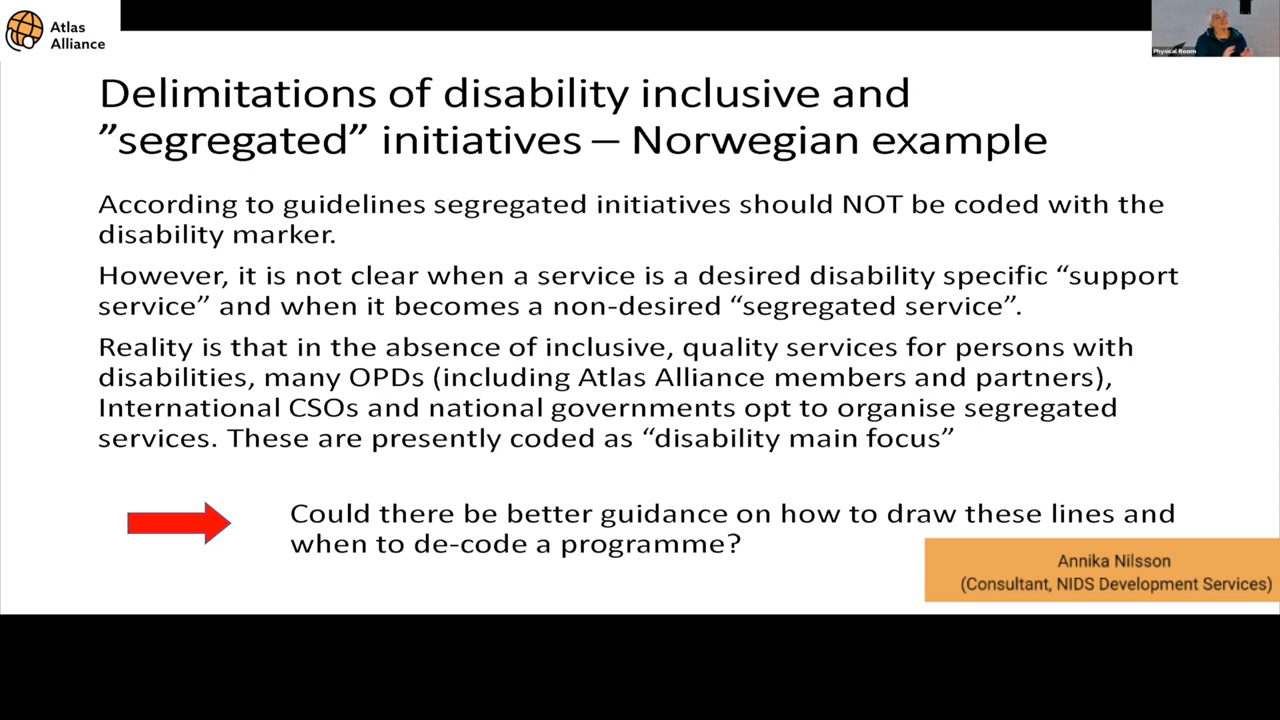 Atlas
Alliance
Physical Room
Delimitations of disability inclusive and
”segregated” initiatives – Norwegian example
According to guidelines segregated initiatives should NOT be coded with the
disability marker.
However, it is not clear when a service is a desired disability specific “support
service” and when it becomes a non-desired “segregated service”.
Reality is that in the absence of inclusive, quality services for persons with
disabilities, many OPDs (including Atlas Alliance members and partners),
International CSOs and national governments opt to organise segregated
services. These are presently coded as “disability main focus”
Could there be better guidance on how to draw these lines and
when to de-code a programme?
Annika Nilsson
(Consultant, NIDS Development Services)